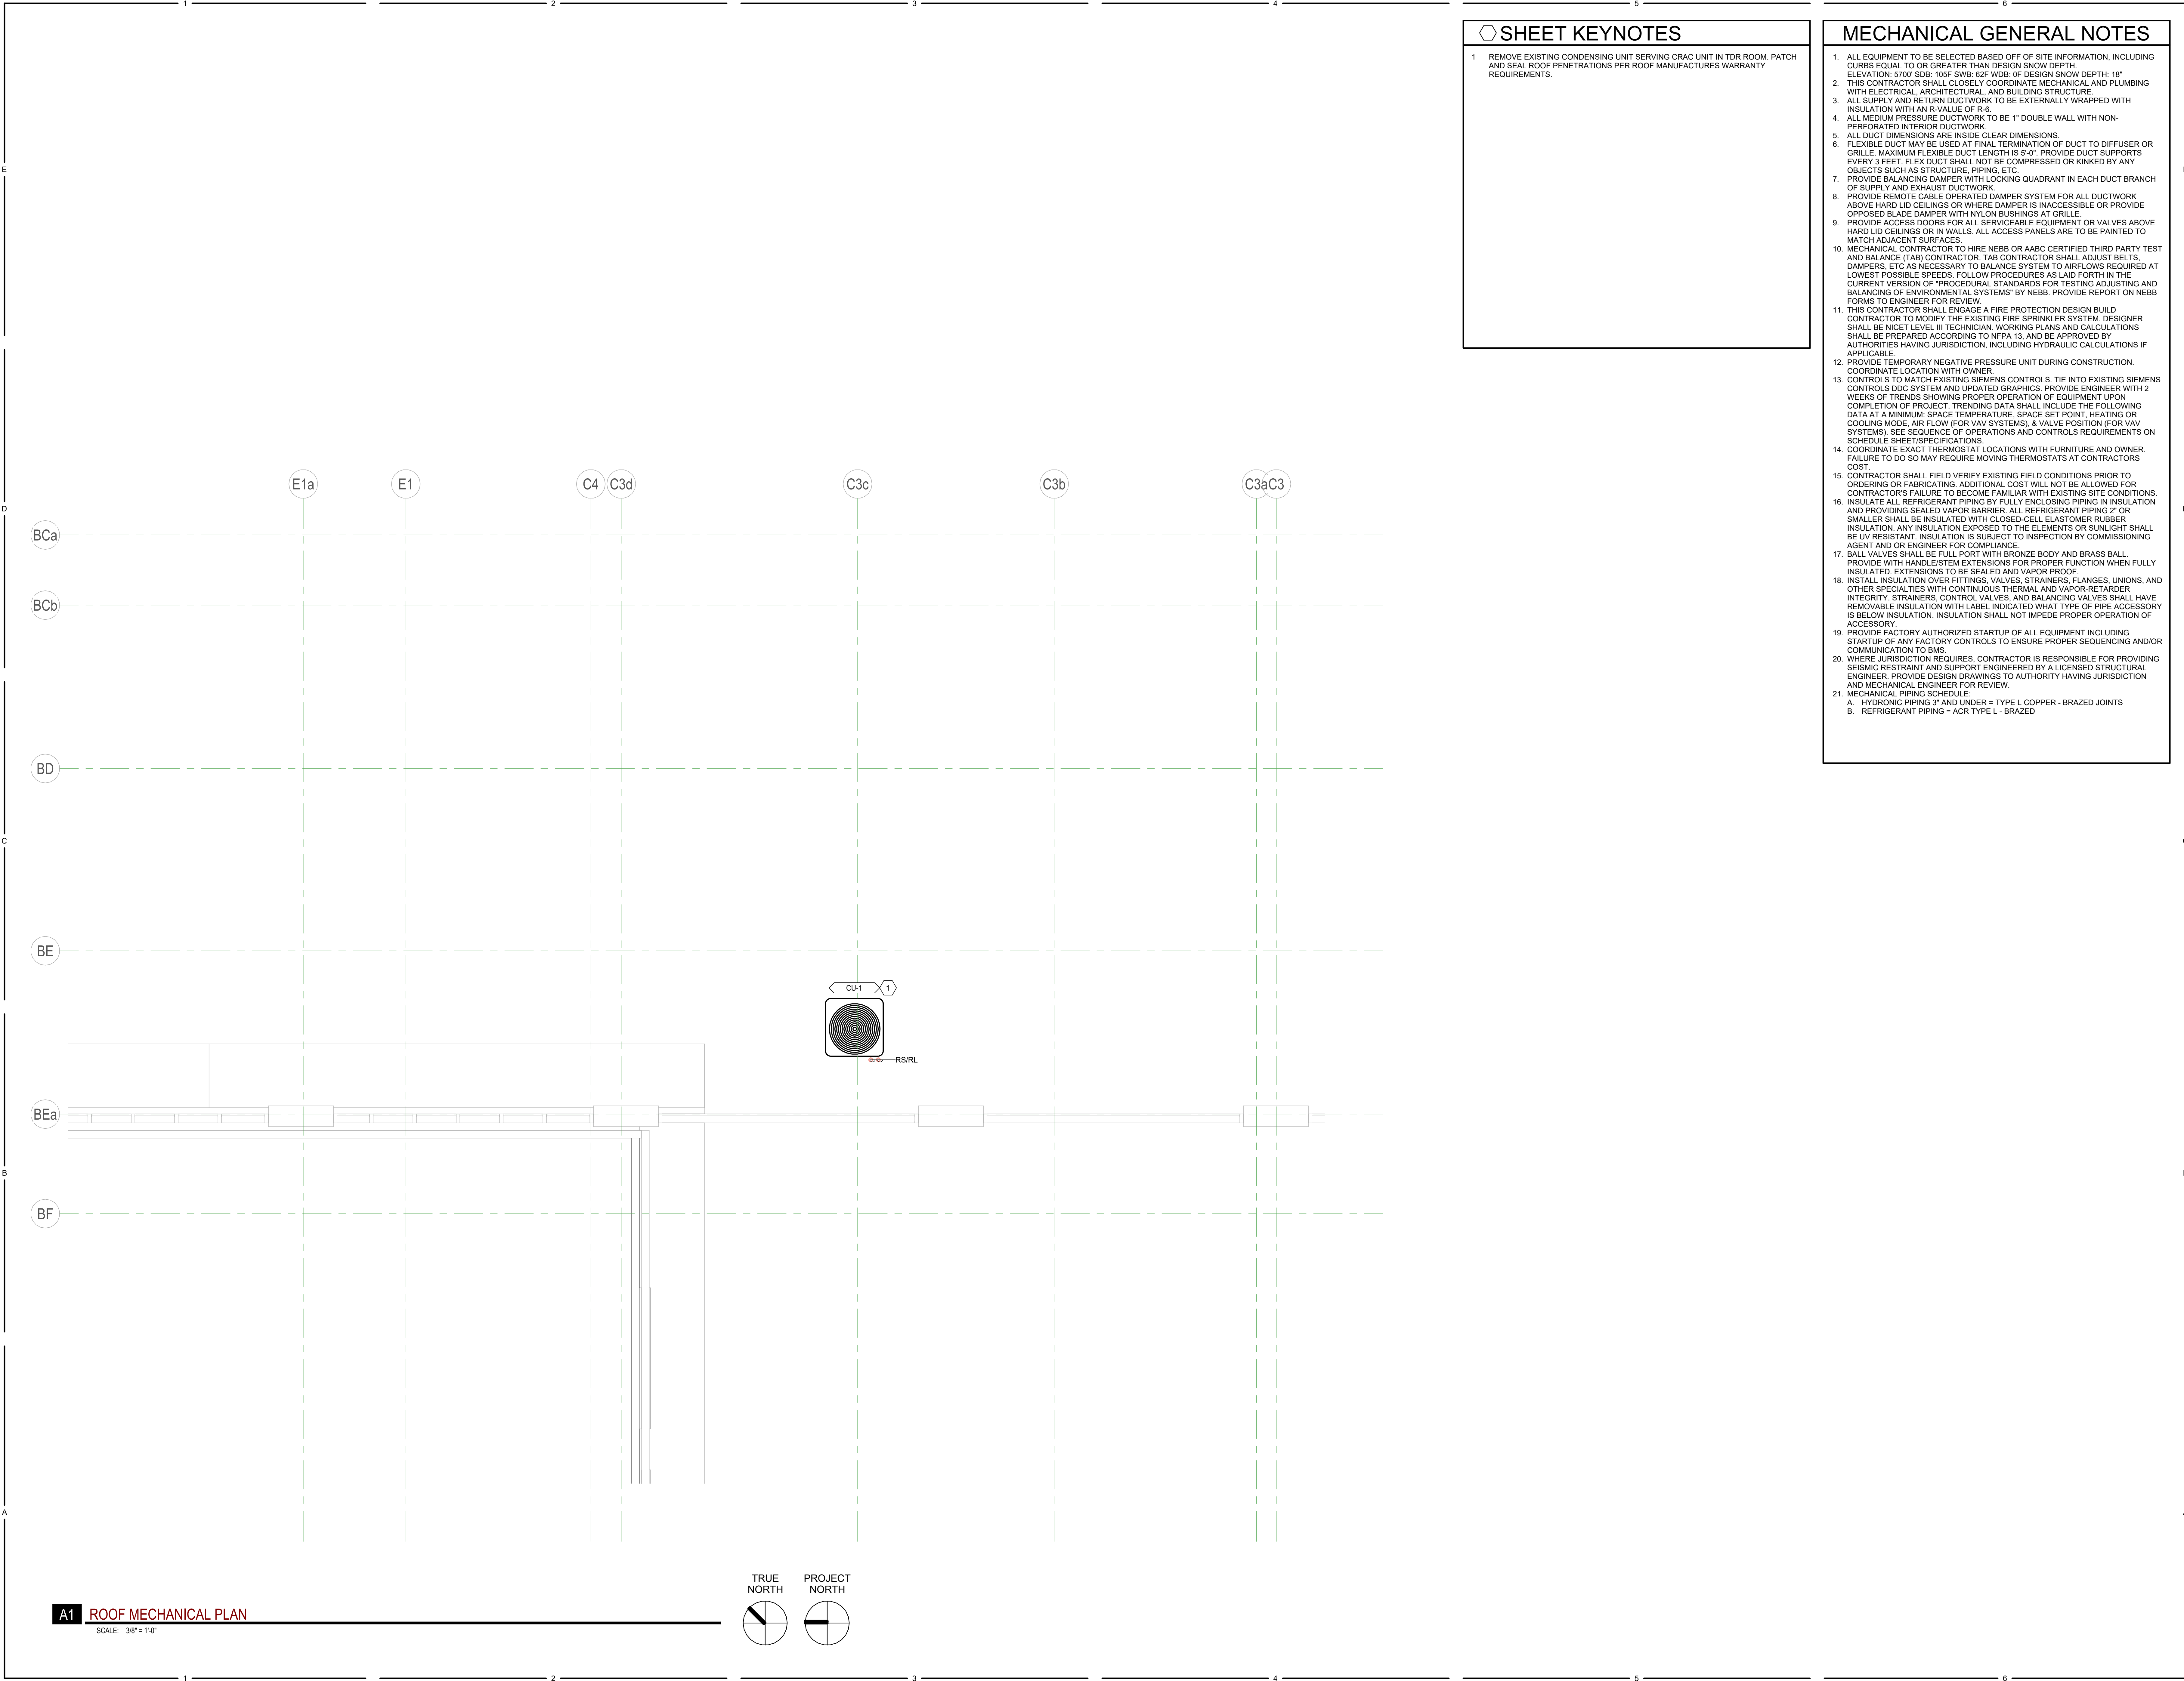 1 2 3 4 5 6
SHEET KEYNOTES
1 REMOVE EXISTING CONDENSING UNIT SERVING CRAC UNIT IN TDR ROOM. PATCH
AND SEAL ROOF PENETRATIONS PER ROOF MANUFACTURES WARRANTY
REQUIREMENTS.
MECHANICAL GENERAL NOTES
1. ALL EQUIPMENT TO BE SELECTED BASED OFF OF SITE INFORMATION, INCLUDING
CURBS EQUAL TO OR GREATER THAN DESIGN SNOW DEPTH.
ELEVATION: 5700' SDB: 105F SWB: 62F WDB: 0F DESIGN SNOW DEPTH: 18"
2. THIS CONTRACTOR SHALL CLOSELY COORDINATE MECHANICAL AND PLUMBING
WITH ELECTRICAL, ARCHITECTURAL, AND BUILDING STRUCTURE.
3. ALL SUPPLY AND RETURN DUCTWORK TO BE EXTERNALLY WRAPPED WITH
INSULATION WITH AN R-VALUE OF R-6.
4. ALL MEDIUM PRESSURE DUCTWORK TO BE 1" DOUBLE WALL WITH NON-
PERFORATED INTERIOR DUCTWORK.
5. ALL DUCT DIMENSIONS ARE INSIDE CLEAR DIMENSIONS.
6. FLEXIBLE DUCT MAY BE USED AT FINAL TERMINATION OF DUCT TO DIFFUSER OR
GRILLE. MAXIMUM FLEXIBLE DUCT LENGTH IS 5'-0". PROVIDE DUCT SUPPORTS
EVERY 3 FEET. FLEX DUCT SHALL NOT BE COMPRESSED OR KINKED BY ANY
OBJECTS SUCH AS STRUCTURE, PIPING, ETC.
7. PROVIDE BALANCING DAMPER WITH LOCKING QUADRANT IN EACH DUCT BRANCH
OF SUPPLY AND EXHAUST DUCTWORK.
8. PROVIDE REMOTE CABLE OPERATED DAMPER SYSTEM FOR ALL DUCTWORK
ABOVE HARD LID CEILINGS OR WHERE DAMPER IS INACCESSIBLE OR PROVIDE
OPPOSED BLADE DAMPER WITH NYLON BUSHINGS AT GRILLE.
9. PROVIDE ACCESS DOORS FOR ALL SERVICEABLE EQUIPMENT OR VALVES ABOVE
HARD LID CEILINGS OR IN WALLS. ALL ACCESS PANELS ARE TO BE PAINTED TO
MATCH ADJACENT SURFACES.
10. MECHANICAL CONTRACTOR TO HIRE NEBB OR AABC CERTIFIED THIRD PARTY TEST
AND BALANCE (TAB) CONTRACTOR. TAB CONTRACTOR SHALL ADJUST BELTS,
DAMPERS, ETC AS NECESSARY TO BALANCE SYSTEM TO AIRFLOWS REQUIRED AT
LOWEST POSSIBLE SPEEDS. FOLLOW PROCEDURES AS LAID FORTH IN THE
CURRENT VERSION OF "PROCEDURAL STANDARDS FOR TESTING ADJUSTING AND
BALANCING OF ENVIRONMENTAL SYSTEMS" BY NEBB. PROVIDE REPORT ON NEBB
FORMS TO ENGINEER FOR REVIEW.
11. THIS CONTRACTOR SHALL ENGAGE A FIRE PROTECTION DESIGN BUILD
CONTRACTOR TO MODIFY THE EXISTING FIRE SPRINKLER SYSTEM. DESIGNER
SHALL BE NICET LEVEL III TECHNICIAN. WORKING PLANS AND CALCULATIONS
SHALL BE PREPARED ACCORDING TO NFPA 13, AND BE APPROVED BY
AUTHORITIES HAVING JURISDICTION, INCLUDING HYDRAULIC CALCULATIONS IF
APPLICABLE.
12. PROVIDE TEMPORARY NEGATIVE PRESSURE UNIT DURING CONSTRUCTION.
COORDINATE LOCATION WITH OWNER.
13. CONTROLS TO MATCH EXISTING SIEMENS CONTROLS. TIE INTO EXISTING SIEMENS
CONTROLS DDC SYSTEM AND UPDATED GRAPHICS. PROVIDE ENGINEER WITH 2
WEEKS OF TRENDS SHOWING PROPER OPERATION OF EQUIPMENT UPON
COMPLETION OF PROJECT. TRENDING DATA SHALL INCLUDE THE FOLLOWING
DATA AT A MINIMUM: SPACE TEMPERATURE, SPACE SET POINT, HEATING OR
COOLING MODE, AIR FLOW (FOR VAV SYSTEMS), & VALVE POSITION (FOR VAV
SYSTEMS). SEE SEQUENCE OF OPERATIONS AND CONTROLS REQUIREMENTS ON
SCHEDULE SHEET/SPECIFICATIONS.
14. COORDINATE EXACT THERMOSTAT LOCATIONS WITH FURNITURE AND OWNER.
FAILURE TO DO SO MAY REQUIRE MOVING THERMOSTATS AT CONTRACTORS
COST.
15. CONTRACTOR SHALL FIELD VERIFY EXISTING FIELD CONDITIONS PRIOR TO
ORDERING OR FABRICATING. ADDITIONAL COST WILL NOT BE ALLOWED FOR
CONTRACTOR'S FAILURE TO BECOME FAMILIAR WITH EXISTING SITE CONDITIONS.
16. INSULATE ALL REFRIGERANT PIPING BY FULLY ENCLOSING PIPING IN INSULATION
AND PROVIDING SEALED VAPOR BARRIER. ALL REFRIGERANT PIPING 2" OR
SMALLER SHALL BE INSULATED WITH CLOSED-CELL ELASTOMER RUBBER
INSULATION. ANY INSULATION EXPOSED TO THE ELEMENTS OR SUNLIGHT SHALL
BE UV RESISTANT. INSULATION IS SUBJECT TO INSPECTION BY COMMISSIONING
AGENT AND OR ENGINEER FOR COMPLIANCE.
17. BALL VALVES SHALL BE FULL PORT WITH BRONZE BODY AND BRASS BALL.
PROVIDE WITH HANDLE/STEM EXTENSIONS FOR PROPER FUNCTION WHEN FULLY
INSULATED. EXTENSIONS TO BE SEALED AND VAPOR PROOF.
18. INSTALL INSULATION OVER FITTINGS, VALVES, STRAINERS, FLANGES, UNIONS, AND
OTHER SPECIALTIES WITH CONTINUOUS THERMAL AND VAPOR-RETARDER
INTEGRITY. STRAINERS, CONTROL VALVES, AND BALANCING VALVES SHALL HAVE
REMOVABLE INSULATION WITH LABEL INDICATED WHAT TYPE OF PIPE ACCESSORY
IS BELOW INSULATION. INSULATION SHALL NOT IMPEDE PROPER OPERATION OF
ACCESSORY.
19. PROVIDE FACTORY AUTHORIZED STARTUP OF ALL EQUIPMENT INCLUDING
STARTUP OF ANY FACTORY CONTROLS TO ENSURE PROPER SEQUENCING AND/OR
COMMUNICATION TO BMS.
20. WHERE JURISDICTION REQUIRES, CONTRACTOR IS RESPONSIBLE FOR PROVIDING
SEISMIC RESTRAINT AND SUPPORT ENGINEERED BY A LICENSED STRUCTURAL
ENGINEER. PROVIDE DESIGN DRAWINGS TO AUTHORITY HAVING JURISDICTION
AND MECHANICAL ENGINEER FOR REVIEW.
21. MECHANICAL PIPING SCHEDULE:
A. HYDRONIC PIPING 3" AND UNDER = TYPE L COPPER - BRAZED JOINTS
B. REFRIGERANT PIPING = ACR TYPE L - BRAZED
E
E1a E1 C4 C3d C3c C3b C3a C3
D
BCa
BCb
BD
C
BE
CU-1 1
RS/RL
BEa
B
BF
A
TRUE
NORTH
PROJECT
NORTH
A1 ROOF MECHANICAL PLAN
SCALE: 3/8" = 1'-0"
1 2 3 4 5 6